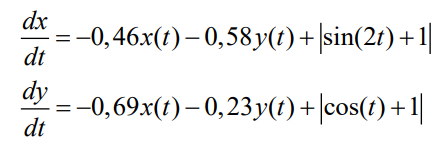 dx/dt = -0,46x(t) - 0,58y(t) + |sin(2t) + 1|
dy/dt = -0,69x(t) - 0,23y(t) + |cos(t) + 1|